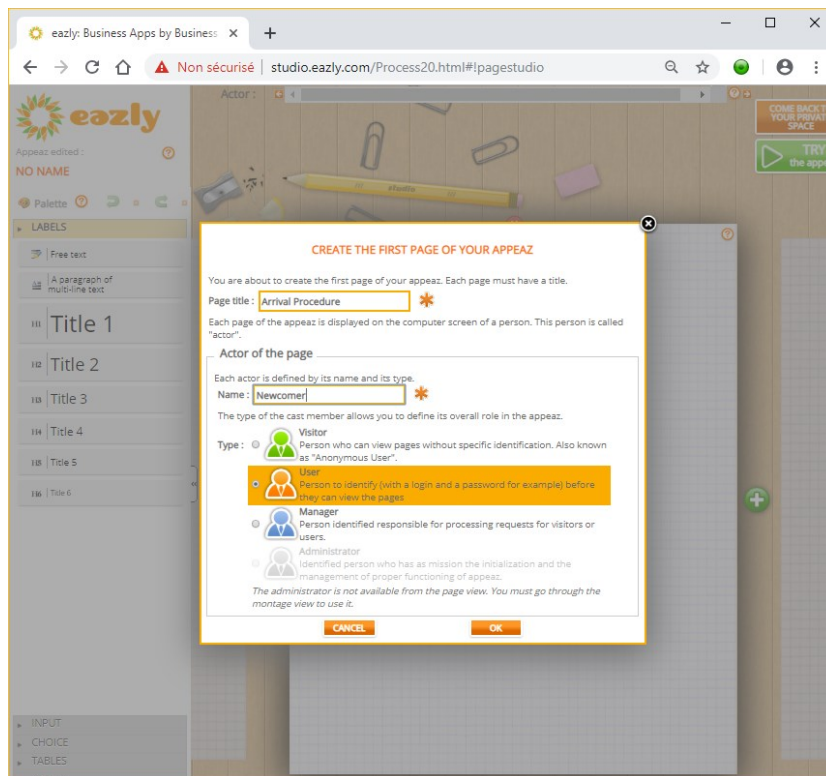 eazly: Business Apps by Business
Non sécurisé
studio.eazly.com/Process20.html#!pagestudio
eazly
Actor :
COME BACK T
YOUR PRIVAT
SPACE
Appeaz edited :
NO NAME
TRY
the appe
Palette
studio
LABELS
Free text
A paragraph of
multi-line text
H1 Title 1
H2 Title 2
H3 Title 3
H4 Title 4
H5 Title 5
H6 Title 6
INPUT
CHOICE
TABLES
CREATE THE FIRST PAGE OF YOUR APPEAZ
You are about to create the first page of your appeaz. Each page must have a title.
Page title : Arrival Procedure
Each page of the appeaz is displayed on the computer screen of a person. This person is called
"actor".
Actor of the page
Each actor is defined by its name and its type.
Name : Newcomer
The type of the cast member allows you to define its overall role in the appeaz.
Type :
Visitor
Person who can view pages without specific identification. Also known
as "Anonymous User".
User
Person to identify (with a login and a password for example) before
they can view the pages
Manager
Person identified responsible for processing requests for visitors or
users.
Administrator
Identified person who has as mission the initialization and the
management of proper functioning of appeaz.
The administrator is not available from the page view. You must go through the
montage view to use it.
CANCEL
OK